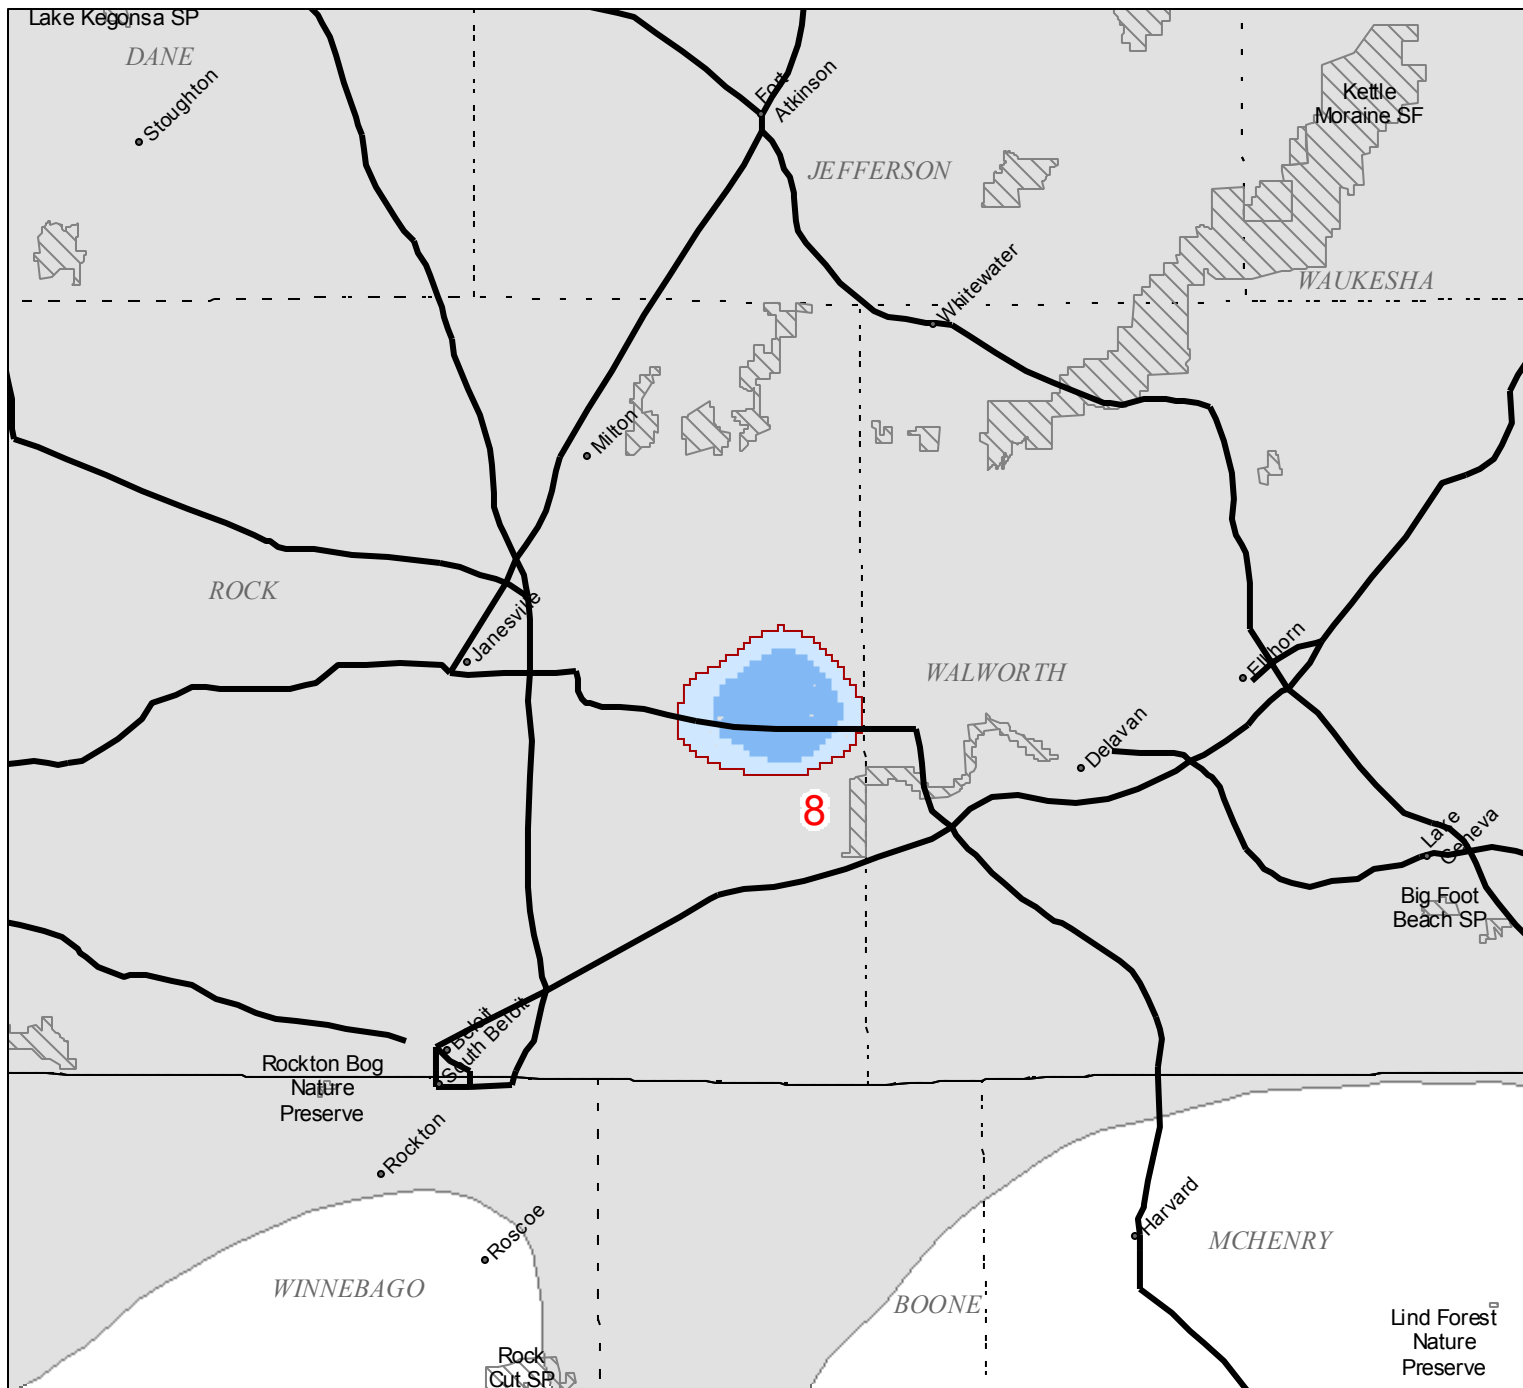 Lake Kegonsa SP
DANE
Stoughton
Fort
Atkinson
Kettle
Moraine SF
JEFFERSON
WAUKESHA
Whitewater
Milton
ROCK
Janesville
WALWORTH
Elkhorn
Delavan
8
Lake
Geneva
Big Foot
Beach SP
Beloit
South Beloit
Rockton Bog
Nature
Preserve
Rockton
Roscoe
Harvard
MCHENRY
WINNEBAGO
BOONE
Lind Forest
Nature
Preserve
Rock
Cut SP